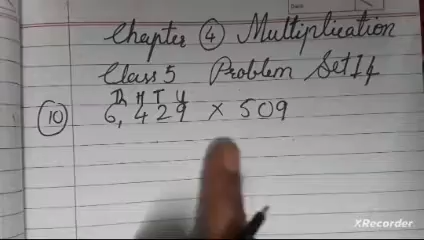 Chapter ④ Multiplication
Class 5 Problem Set 14
Th H T U
⑩ 6,429 × 509
XRecorder